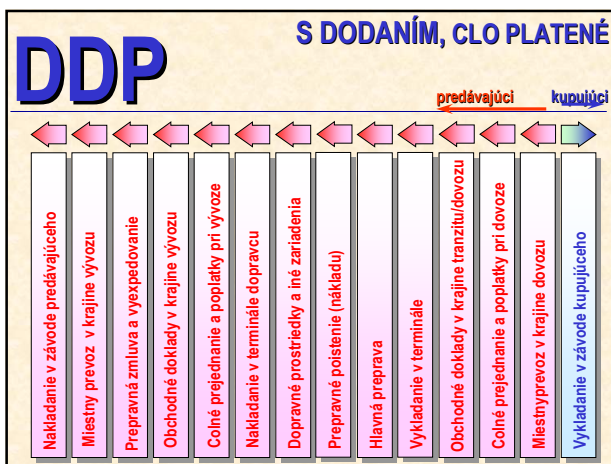 DDP
S DODANÍM, CLO PLATENÉ
predávajúci
kupujúci
Nakladanie v závode predávajúceho
Miestny prevoz v krajine vývozu
Prepravná zmluva a vyexpedovanie
Obchodné doklady v krajine vývozu
Colné prejednanie a poplatky pri vývoze
Nakladanie v termínále dopravcu
Dopravné prostriedky a iné zariadenia
Prepravné poistenie (nákladu)
Hlavná preprava
Vykladanie v termínále
Obchodné doklady v krajine tranzitu/dovozu
Colné prejednanie a poplatky pri dovoze
Miestnyprevoz v krajine dovozu
Vykladanie v závode kupujúceho